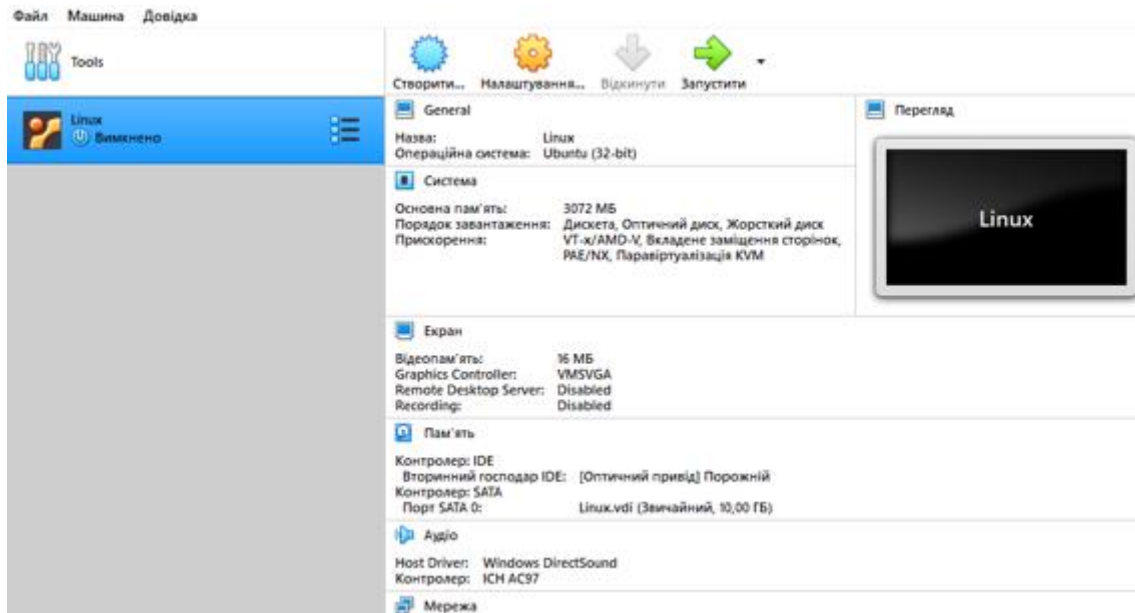 Файл Машина Довідка
Tools
Створити... Налаштування... Відкинути Запустити
Linux
Вимкнено
General
Назва: Linux
Операційна система: Ubuntu (32-bit)
Система
Основна пам'ять: 3072 МБ
Порядок завантаження: Дискета, Оптичний диск, Жорсткий диск
Прискорення: VT-x/AMD-V, Вкладене заміщення сторінок,
PAE/NX, Паравіртуалізація KVM
Перегляд
Linux
Екран
Відеопам'ять: 16 МБ
Graphics Controller: VMSVGA
Remote Desktop Server: Disabled
Recording: Disabled
Пам'ять
Контролер: IDE
Вторинний господар IDE: [Оптичний привід] Порожній
Контролер: SATA
Порт SATA 0: Linux.vdi (Звичайний, 10,00 ГБ)
Аудіо
Host Driver: Windows DirectSound
Контролер: ICH AC97
Мережа